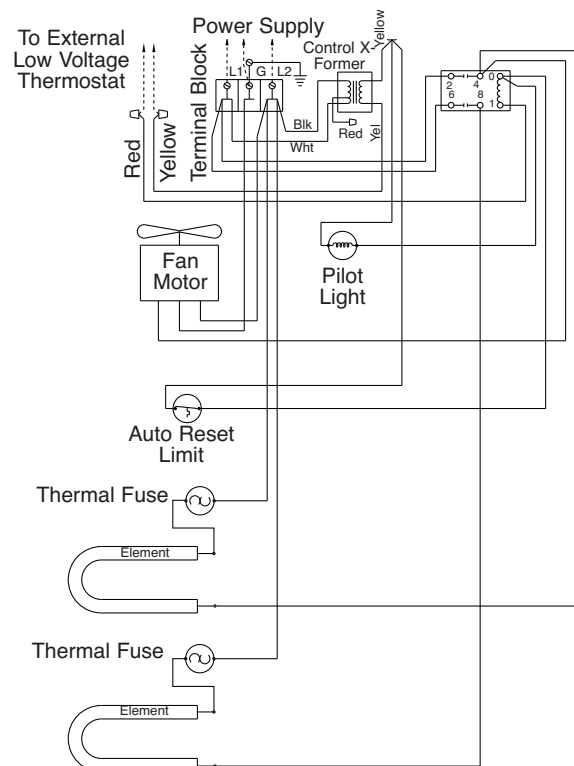 To External
Low Voltage
Thermostat
Power Supply
Control X-
Former
Yellow
Terminal Block
L1
G
L2
Blk
Wht
Red
Yel
2
4
0
6
8
1
Red
Yellow
Fan
Motor
Pilot
Light
Auto Reset
Limit
Thermal Fuse
Element
Thermal Fuse
Element